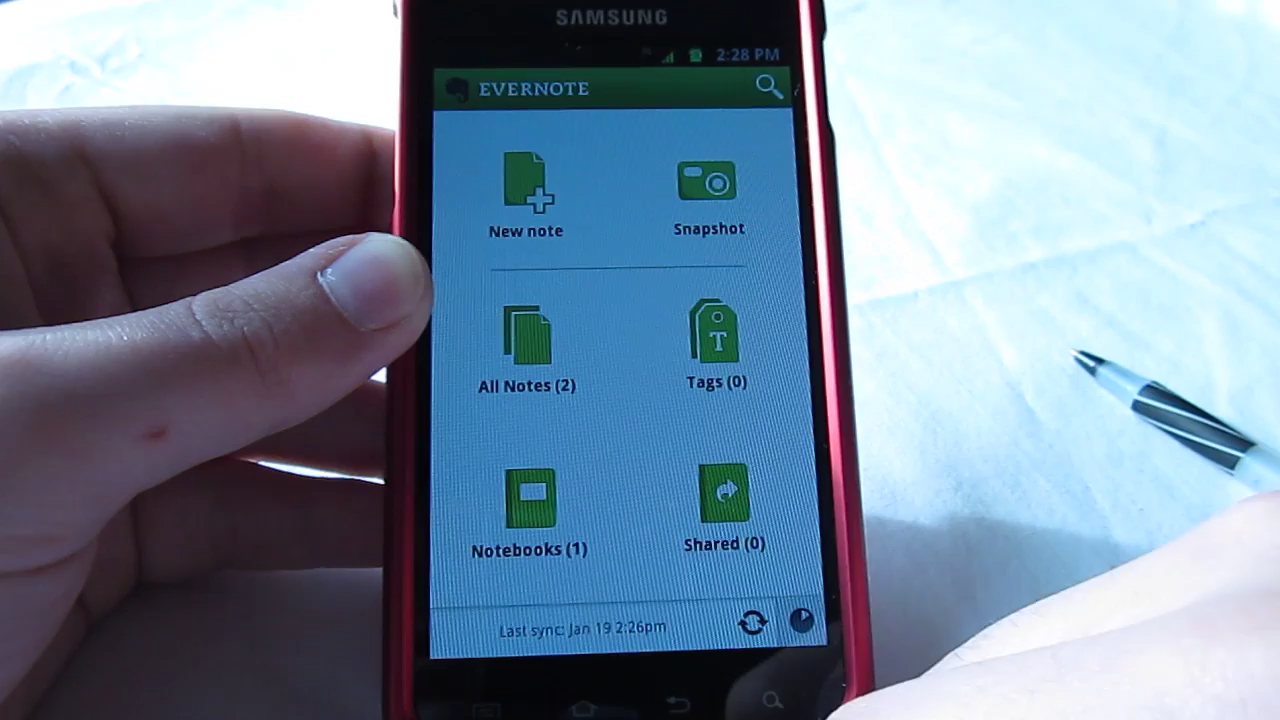 SAMSUNG
2:28 PM
EVERNOTE
New note
Snapshot
All Notes (2)
T
Tags (0)
Notebooks (1)
Shared (0)
Last sync: Jan 19 2:26pm